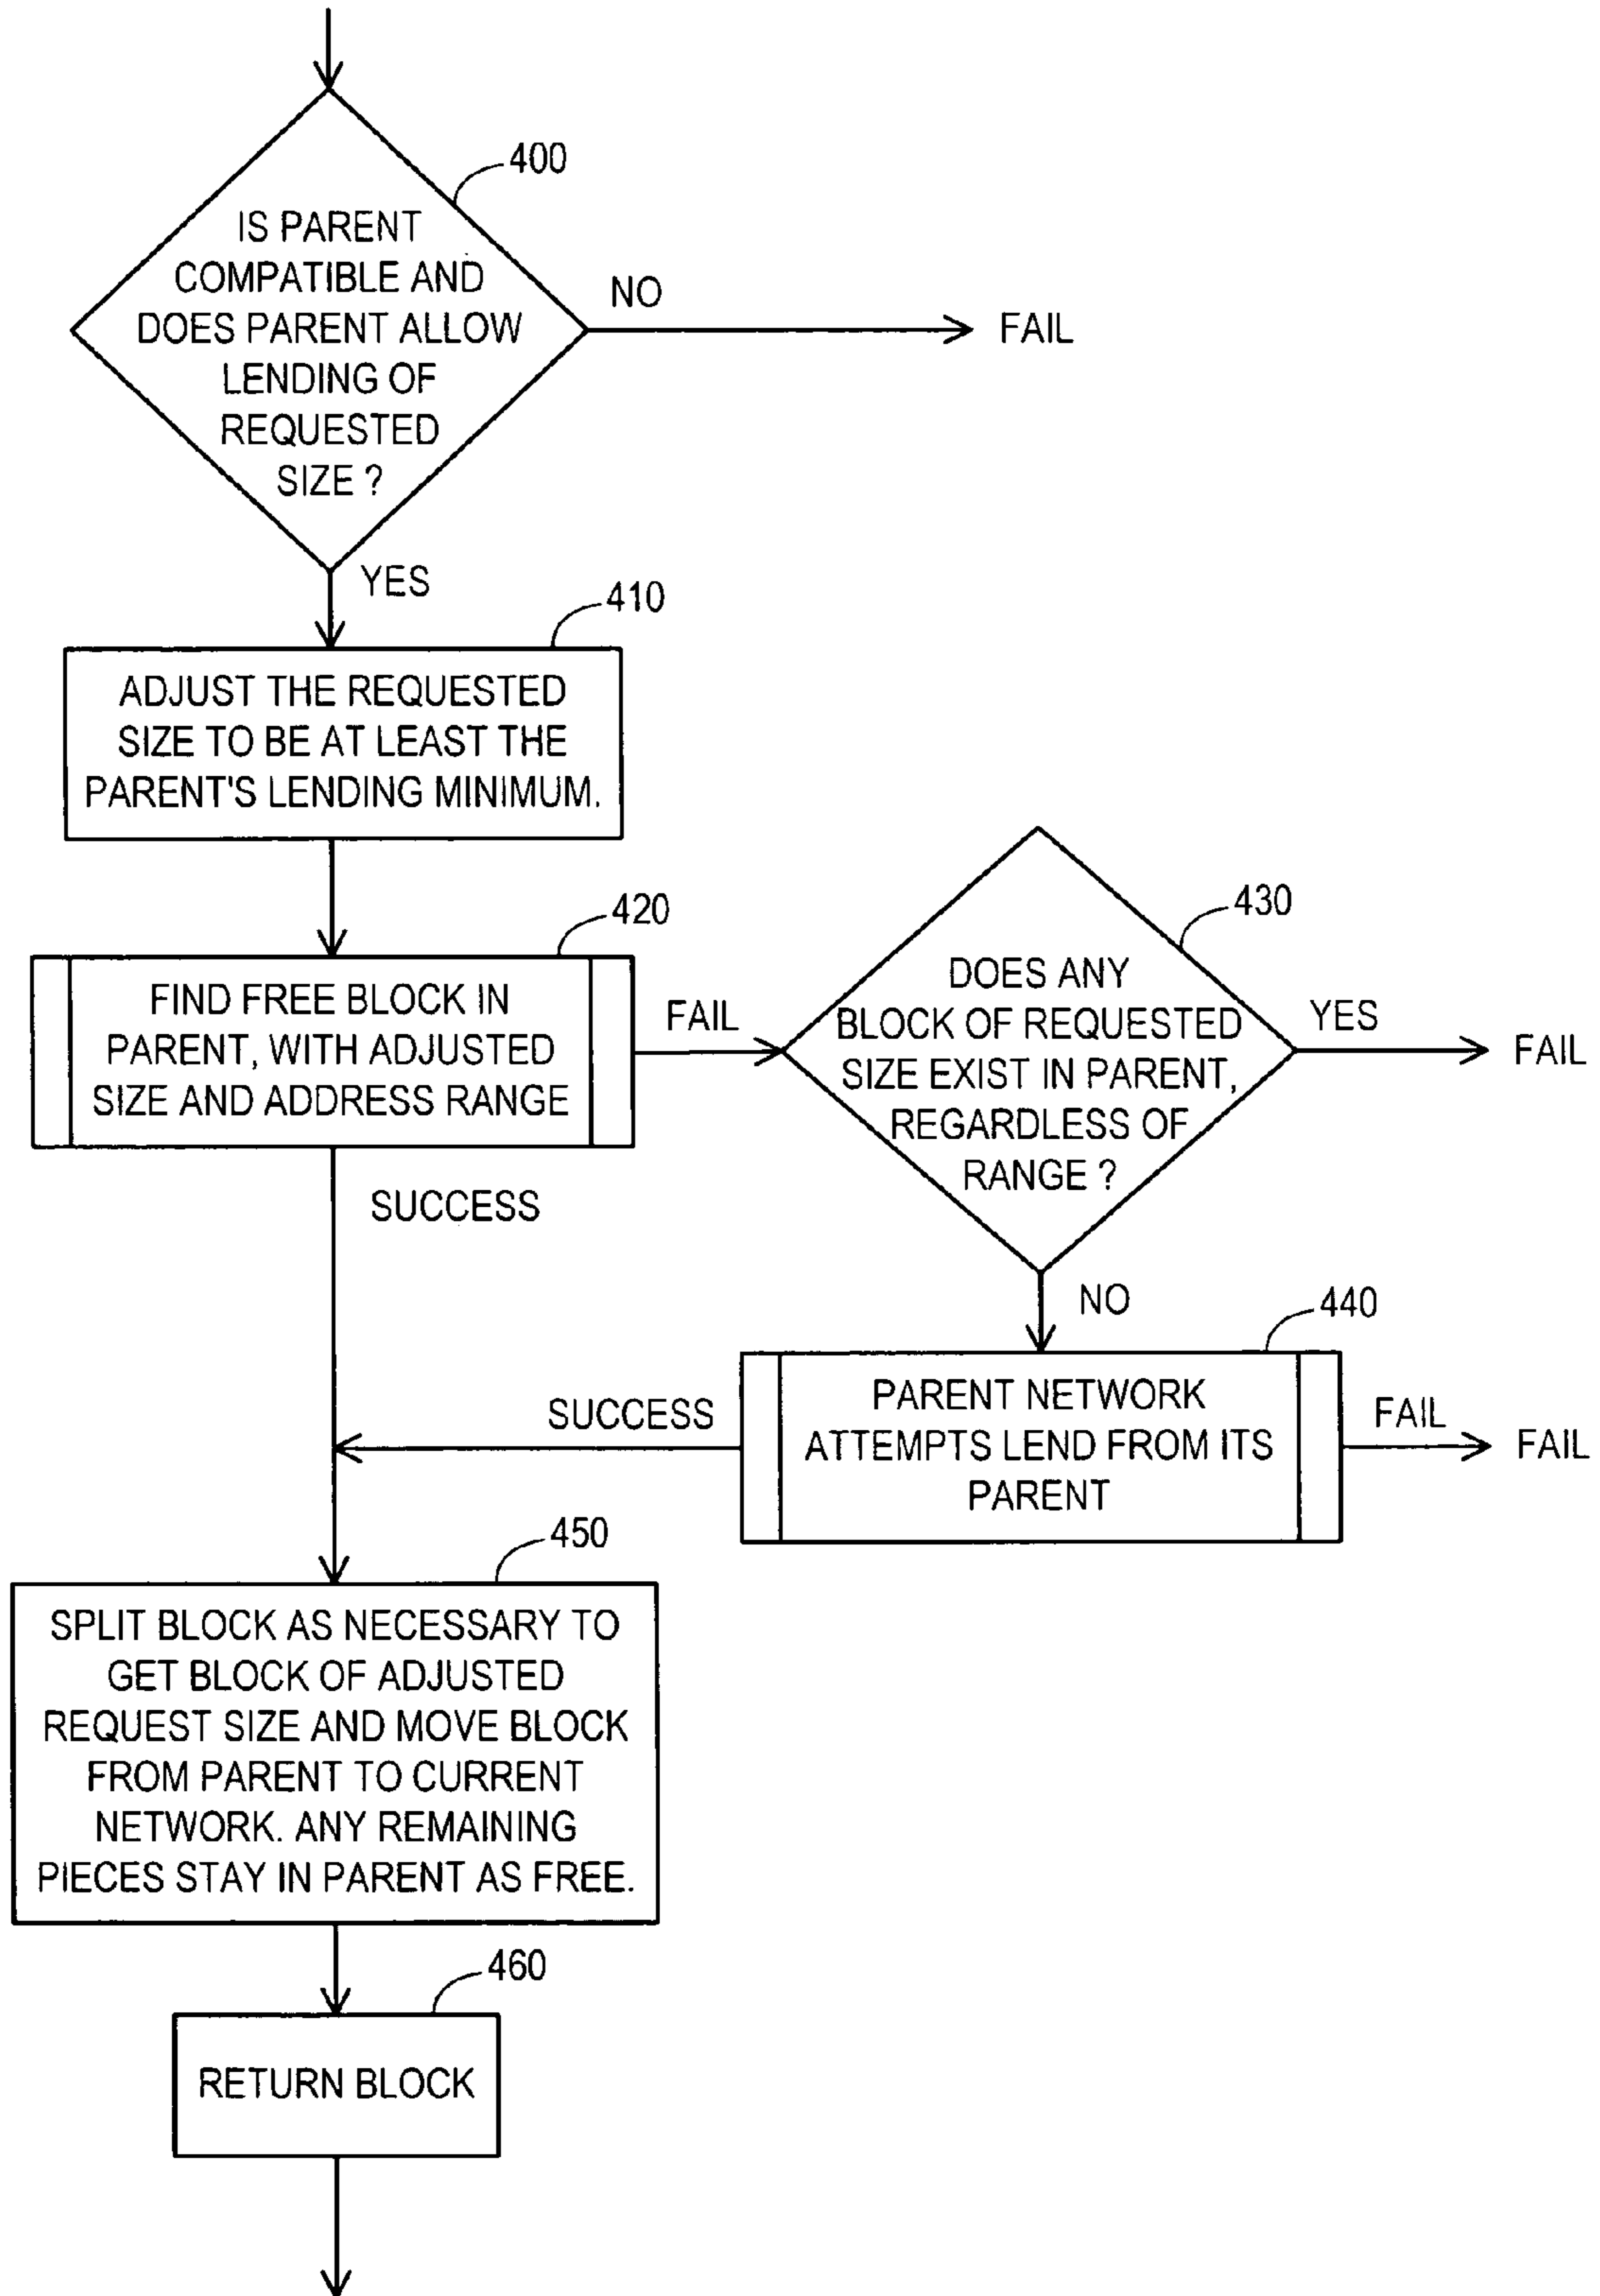 400
IS PARENT
COMPATIBLE AND
DOES PARENT ALLOW
LENDING OF
REQUESTED
SIZE ?
NO
FAIL
YES
410
ADJUST THE REQUESTED
SIZE TO BE AT LEAST THE
PARENT'S LENDING MINIMUM.
420
FIND FREE BLOCK IN
PARENT, WITH ADJUSTED
SIZE AND ADDRESS RANGE
FAIL
SUCCESS
430
DOES ANY
BLOCK OF REQUESTED
SIZE EXIST IN PARENT,
REGARDLESS OF
RANGE ?
YES
FAIL
NO
440
PARENT NETWORK
ATTEMPTS LEND FROM ITS
PARENT
SUCCESS
FAIL
FAIL
450
SPLIT BLOCK AS NECESSARY TO
GET BLOCK OF ADJUSTED
REQUEST SIZE AND MOVE BLOCK
FROM PARENT TO CURRENT
NETWORK. ANY REMAINING
PIECES STAY IN PARENT AS FREE.
460
RETURN BLOCK